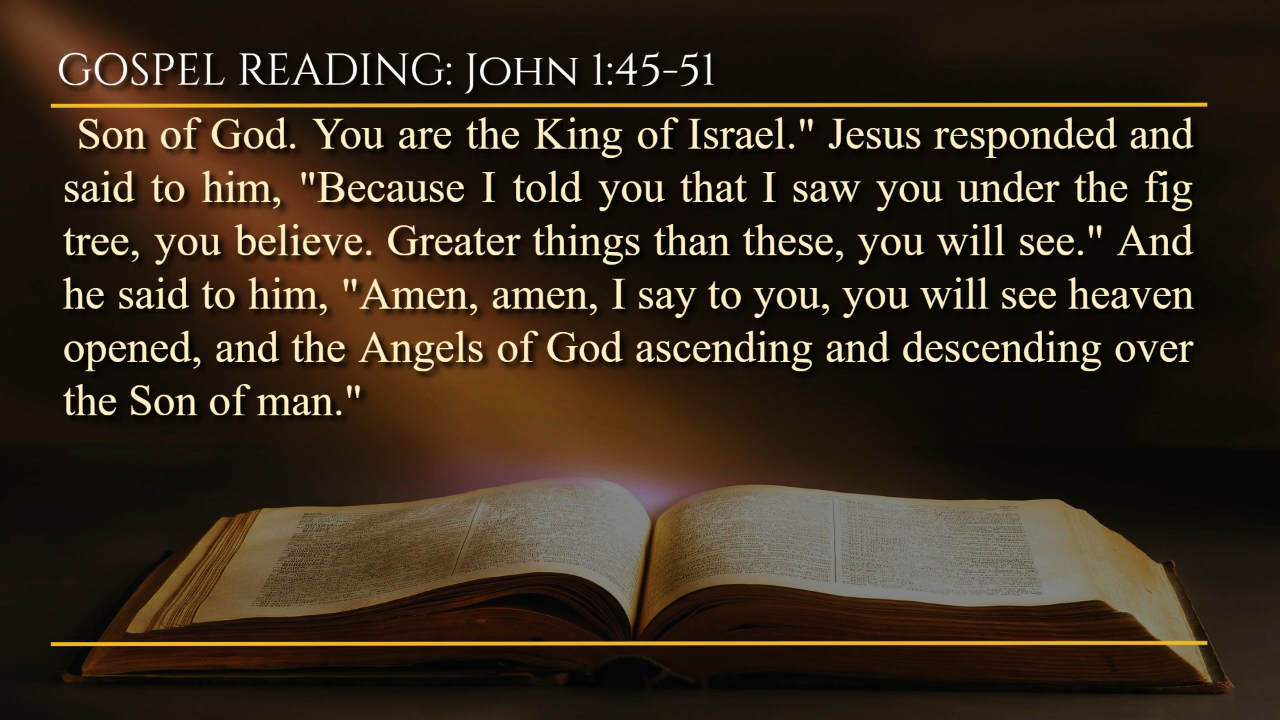 GOSPEL READING: JOHN 1:45-51
Son of God. You are the King of Israel." Jesus responded and
said to him, "Because I told you that I saw you under the fig
tree, you believe. Greater things than these, you will see." And
he said to him, "Amen, amen, I say to you, you will see heaven
opened, and the Angels of God ascending and descending over
the Son of man."